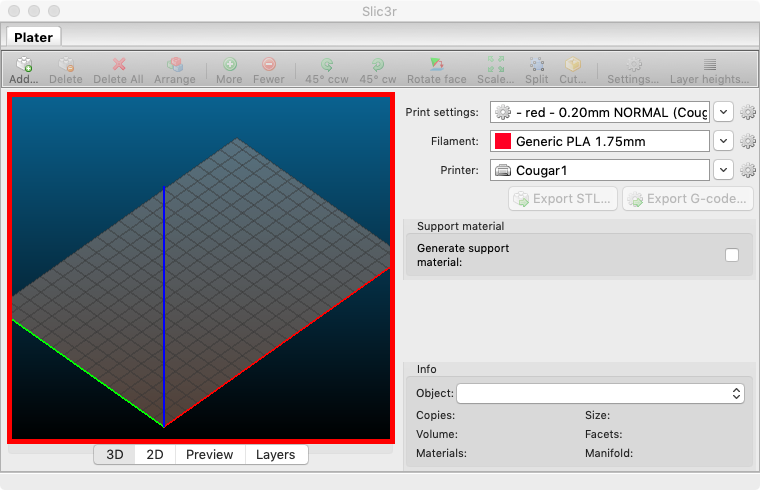 Slic3r
Plater
Add... Delete Delete All Arrange More Fewer 45° ccw 45° cw Rotate face Scale... Split Cut... Settings... Layer heights...
Print settings: - red - 0.20mm NORMAL (Coug
Filament: Generic PLA 1.75mm
Printer: Cougar1
Export STL... Export G-code...
Support material
Generate support
material:
Info
Object:
Copies: Size:
Volume: Facets:
Materials: Manifold:
3D 2D Preview Layers